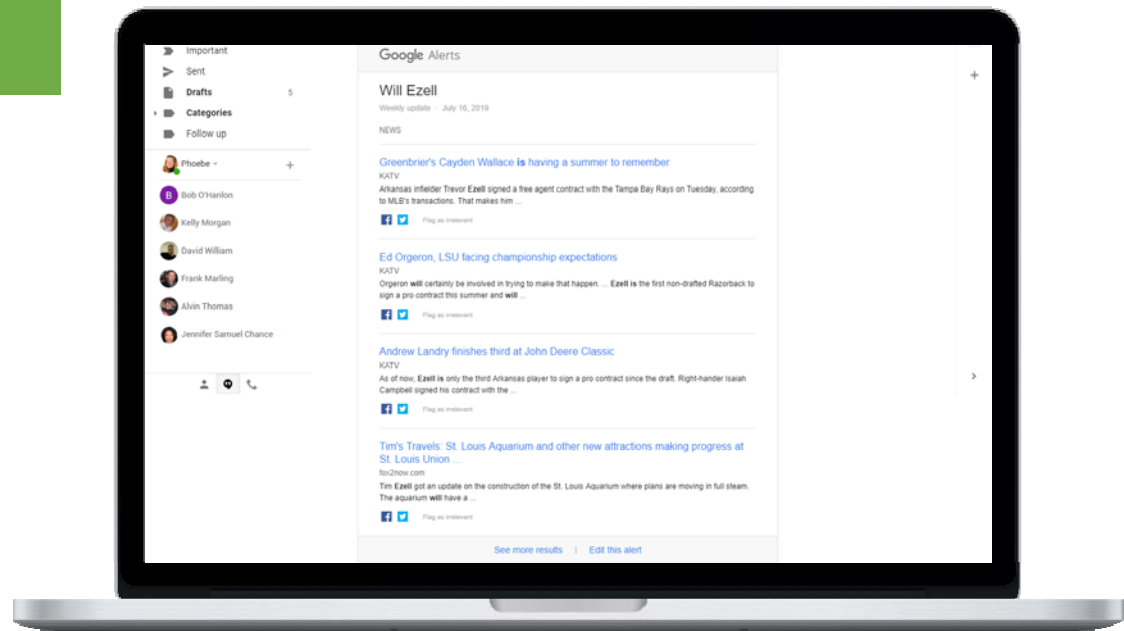 Important
Sent
Drafts 5
Categories
Follow up
Phoebe
B Bob O'Hanlon
Kelly Morgan
David William
Frank Marling
Alvin Thomas
Jennifer Samuel Chance
Google Alerts
Will Ezell
Weekly update · July 16, 2019
NEWS
Greenbrier's Cayden Wallace is having a summer to remember
KATV
Arkansas infielder Trevor Ezell signed a free agent contract with the Tampa Bay Rays on Tuesday, according
to MLB's transactions. That makes him ...
Flag as irrelevant
Ed Orgeron, LSU facing championship expectations
KATV
Orgeron will certainly be involved in trying to make that happen. ... Ezell is the first non-drafted Razorback to
sign a pro contract this summer and will ...
Flag as irrelevant
Andrew Landry finishes third at John Deere Classic
KATV
As of now, Ezell is only the third Arkansas player to sign a pro contract since the draft. Right-hander Isaiah
Campbell signed his contract with the ...
Flag as irrelevant
Tim's Travels: St. Louis Aquarium and other new attractions making progress at
St. Louis Union ...
fox2now.com
Tim Ezell got an update on the construction of the St. Louis Aquarium where plans are moving in full steam.
The aquarium will have a ...
Flag as irrelevant
See more results | Edit this alert